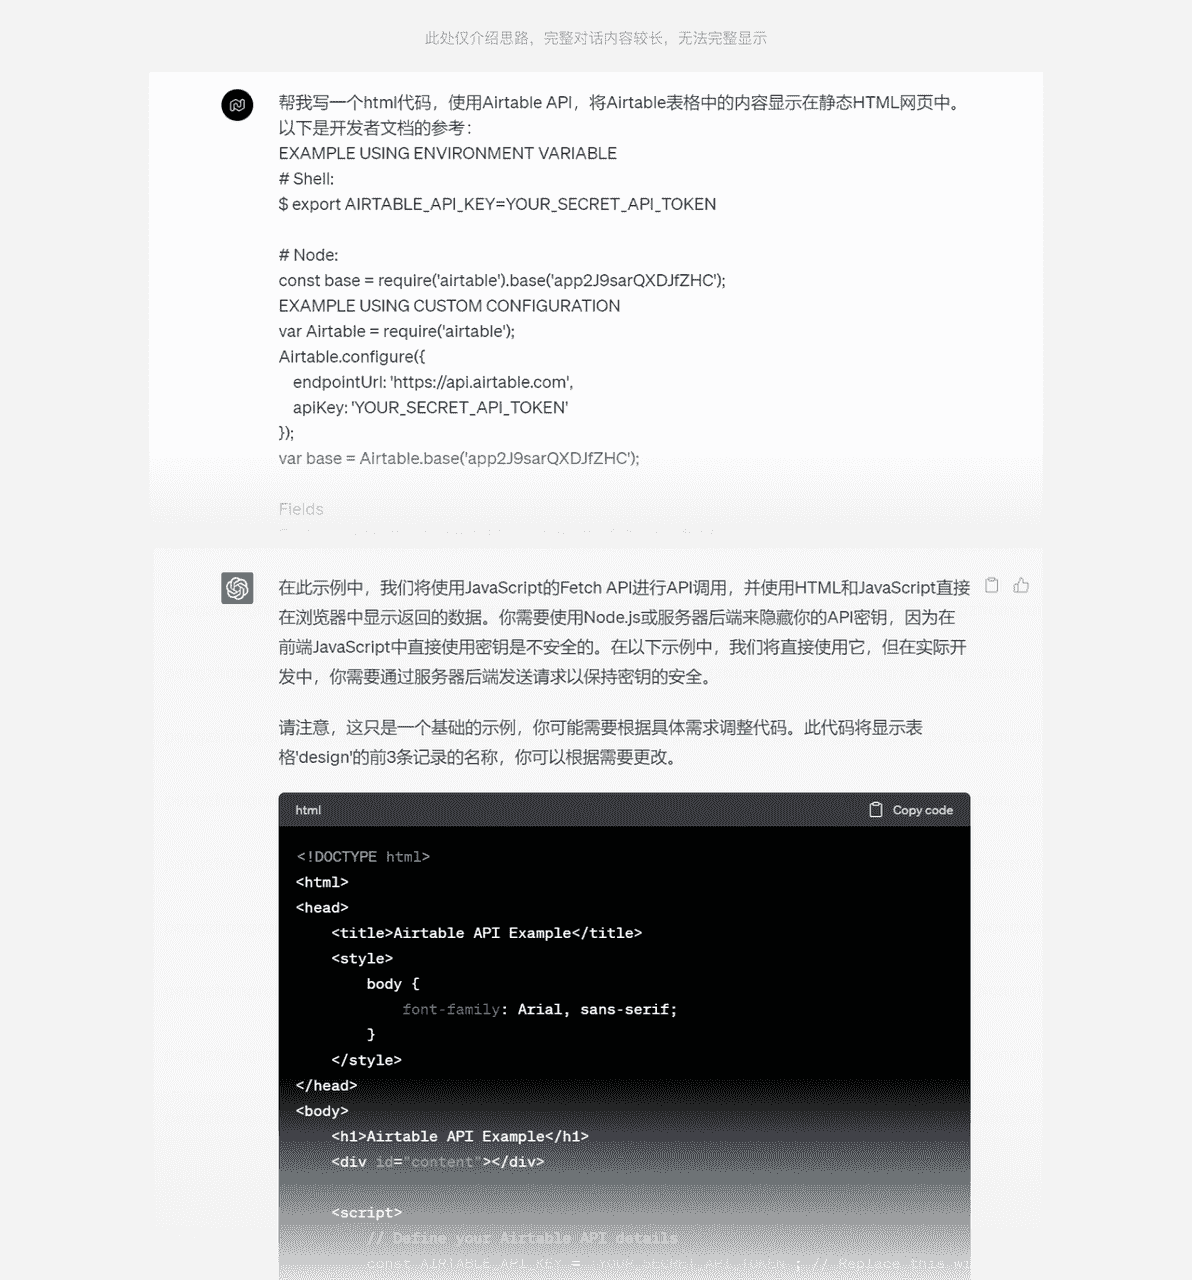 此处仅介绍思路，完整对话内容较长，无法完整显示
帮我写一个html代码，使用Airtable API，将Airtable表格中的内容显示在静态HTML网页中。
以下是开发者文档的参考：
EXAMPLE USING ENVIRONMENT VARIABLE
# Shell:
$ export AIRTABLE_API_KEY=YOUR_SECRET_API_TOKEN
# Node:
const base = require('airtable').base('app2J9sarQXDJfZHC');
EXAMPLE USING CUSTOM CONFIGURATION
var Airtable = require('airtable');
Airtable.configure({
endpointUrl: 'https://api.airtable.com',
apiKey: 'YOUR_SECRET_API_TOKEN'
});
var base = Airtable.base('app2J9sarQXDJfZHC');
Fields
在此示例中，我们将使用JavaScript的Fetch API进行API调用，并使用HTML和JavaScript直接
在浏览器中显示返回的数据。你需要使用Node.js或服务器后端来隐藏你的API密钥，因为在
前端JavaScript中直接使用密钥是不安全的。在以下示例中，我们将直接使用它，但在实际开
发中，你需要通过服务器后端发送请求以保持密钥的安全。
请注意，这只是一个基础的示例，你可能需要根据具体需求调整代码。此代码将显示表
格'design'的前3条记录的名称，你可以根据需要更改。
html Copy code
<!DOCTYPE html>
<html>
<head>
<title>Airtable API Example</title>
<style>
body {
font-family: Arial, sans-serif;
}
</style>
</head>
<body>
<h1>Airtable API Example</h1>
<div id="content"></div>
<script>
// Define your Airtable API details
const AIRTABLE_API_KEY = 'YOUR_SECRET_API_TOKEN'; // Replace this wi